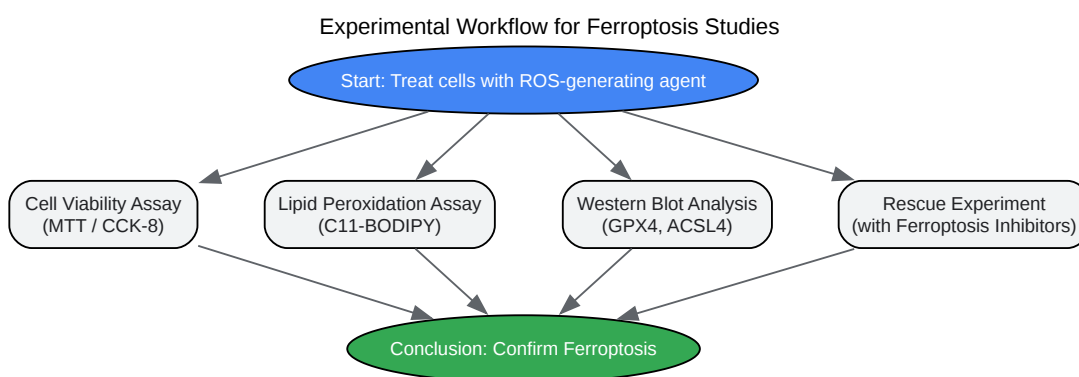 Experimental Workflow for Ferroptosis Studies
Start: Treat cells with ROS-generating agent
Cell Viability Assay
(MTT / CCK-8)
Lipid Peroxidation Assay
(C11-BODIPY)
Western Blot Analysis
(GPX4, ACSL4)
Rescue Experiment
(with Ferroptosis Inhibitors)
Conclusion: Confirm Ferroptosis